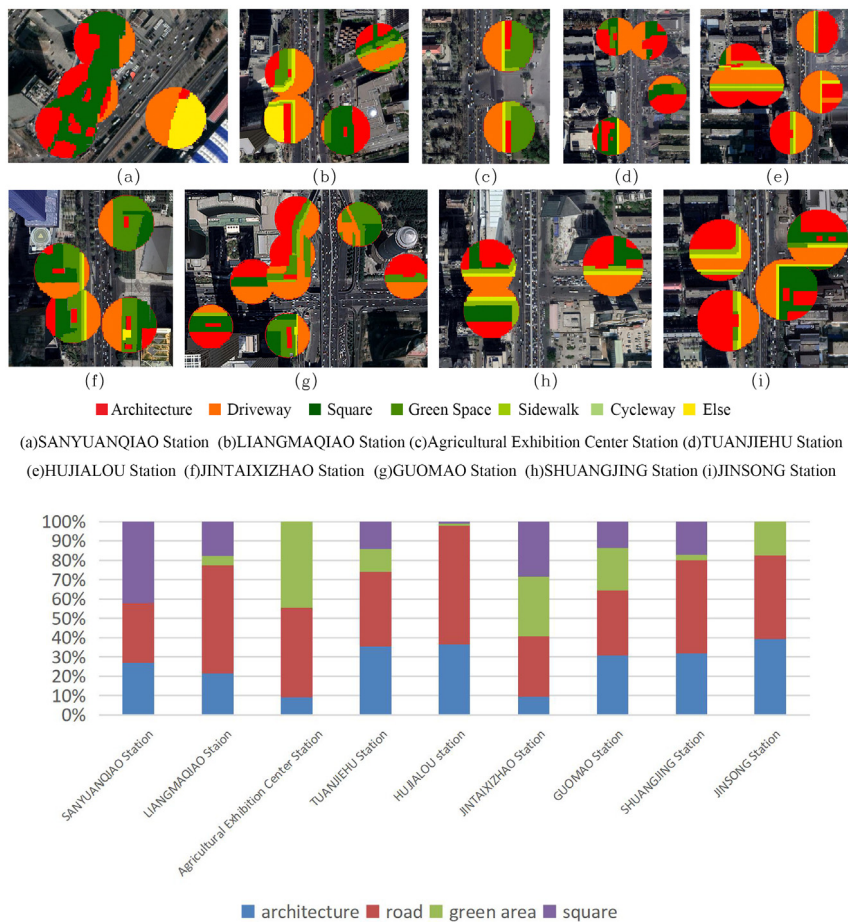 (a) (b) (c) (d) (e)
(f) (g) (h) (i)
Architecture Driveway Square Green Space Sidewalk Cycleway Else
(a)SANYUANQIAO Station (b)LIANGMAQIAO Station (c)Agricultural Exhibition Center Station (d)TUANJIEHU Station
(e)HUJIALOU Station (f)JINTAIXIZHAO Station (g)GUOMAO Station (h)SHUANGJING Station (i)JINSONG Station
100%
90%
80%
70%
60%
50%
40%
30%
20%
10%
0%
SANYUANQIAO Station
LIANGMAQIAO Staion
Agricultural Exhibition Center Station
TUANJIEHU Station
HUJIALOU station
JINTAIXIZHAO Station
GUOMAO Station
SHUANGJING Station
JINSONG Station
architecture road green area square